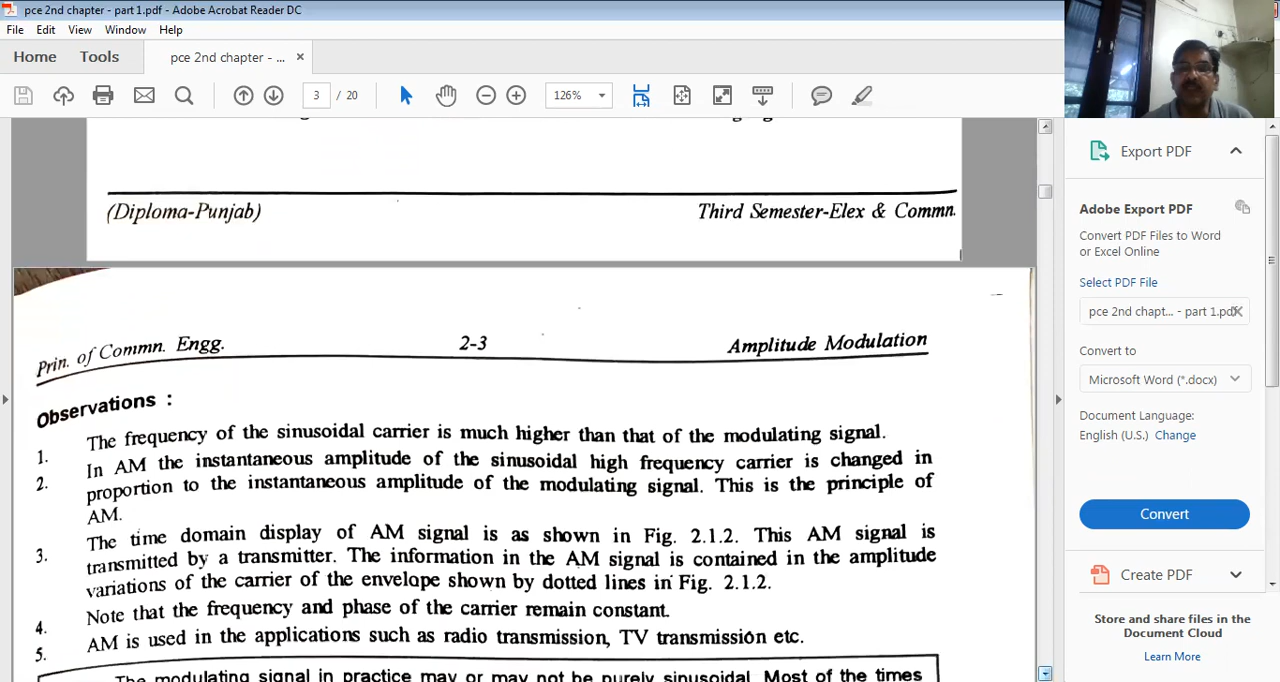 pce 2nd chapter - part 1.pdf - Adobe Acrobat Reader DC
File Edit View Window Help
Home Tools pce 2nd chapter - ... ×
3 / 20 126%
(Diploma-Punjab) Third Semester-Elex & Commn.
Prin. of Commn. Engg. 2-3 Amplitude Modulation
Observations :
1. The frequency of the sinusoidal carrier is much higher than that of the modulating signal.
2. In AM the instantaneous amplitude of the sinusoidal high frequency carrier is changed in
proportion to the instantaneous amplitude of the modulating signal. This is the principle of
AM.
3. The time domain display of AM signal is as shown in Fig. 2.1.2. This AM signal is
transmitted by a transmitter. The information in the AM signal is contained in the amplitude
variations of the carrier of the envelope shown by dotted lines in Fig. 2.1.2.
4. Note that the frequency and phase of the carrier remain constant.
5. AM is used in the applications such as radio transmission, TV transmission etc.
The modulating signal in practice may or may not be purely sinusoidal. Most of the times
Export PDF
Adobe Export PDF
Convert PDF Files to Word
or Excel Online
Select PDF File
pce 2nd chapt... - part 1.pdf
Convert to
Microsoft Word (*.docx)
Document Language:
English (U.S.) Change
Convert
Create PDF
Store and share files in the
Document Cloud
Learn More